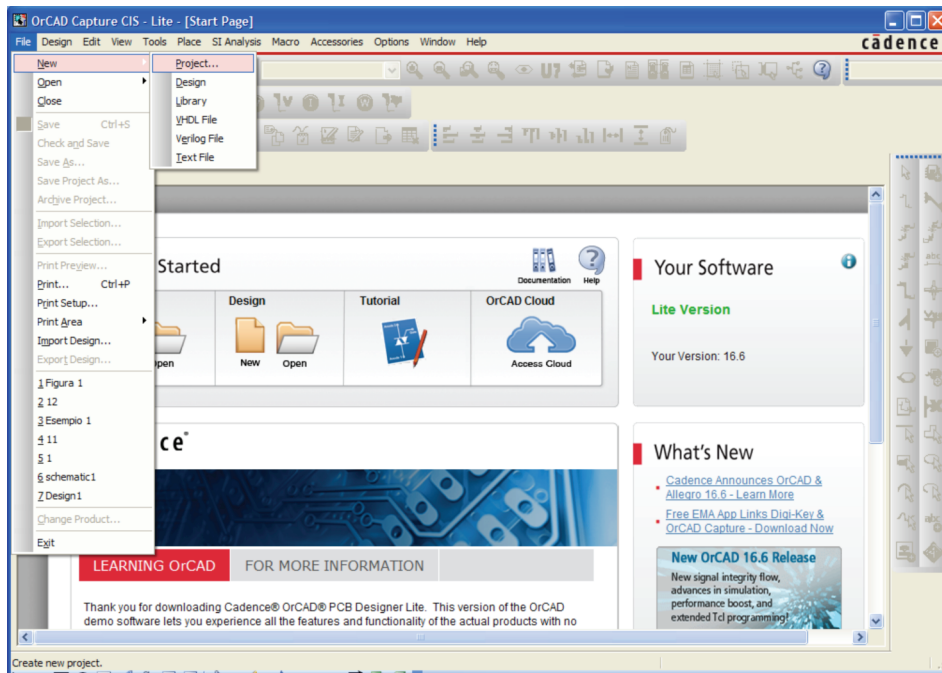 OrCAD Capture CIS - Lite - [Start Page]
File Design Edit View Tools Place SI Analysis Macro Accessories Options Window Help
cādence
New
Open
Close
Save Ctrl+S
Check and Save
Save As...
Save Project As...
Archive Project...
Import Selection...
Export Selection...
Print Preview...
Print... Ctrl+P
Print Setup...
Print Area
Import Design...
Export Design...
1 Figura 1
2 12
3 Esempio 1
4 11
5 1
6 schematic1
7 Design1
Change Product...
Exit
Project...
Design
Library
VHDL File
Verilog File
Text File
U?
Started
Documentation Help
Design Tutorial OrCAD Cloud
pen New Open Access Cloud
Your Software
Lite Version
Your Version: 16.6
ce
What's New
Cadence Announces OrCAD &
Allegro 16.6 - Learn More
Free EMA App Links Digi-Key &
OrCAD Capture - Download Now
New OrCAD 16.6 Release
New signal integrity flow,
advances in simulation,
performance boost, and
extended Tcl programming!
LEARNING OrCAD FOR MORE INFORMATION
Thank you for downloading Cadence® OrCAD® PCB Designer Lite. This version of the OrCAD
demo software lets you experience all the features and functionality of the actual products with no
Create new project.